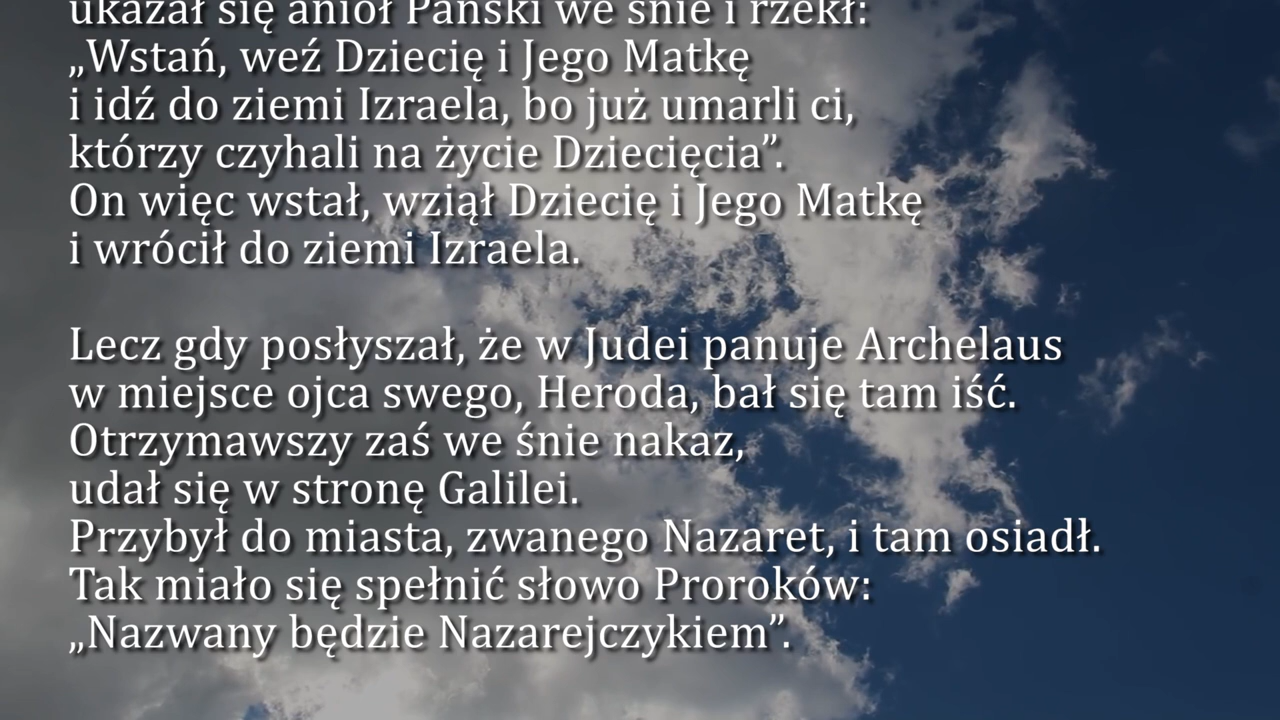 ukazał się anioł Pański we śnie i rzekł:
„Wstań, weź Dziecię i Jego Matkę
i idź do ziemi Izraela, bo już umarli ci,
którzy czyhali na życie Dziecięcia”.
On więc wstał, wziął Dziecię i Jego Matkę
i wrócił do ziemi Izraela.
Lecz gdy posłyszał, że w Judei panuje Archelaus
w miejsce ojca swego, Heroda, bał się tam iść.
Otrzymawszy zaś we śnie nakaz,
udał się w stronę Galilei.
Przybył do miasta, zwanego Nazaret, i tam osiadł.
Tak miało się spełnić słowo Proroków:
„Nazwany będzie Nazarejczykiem”.